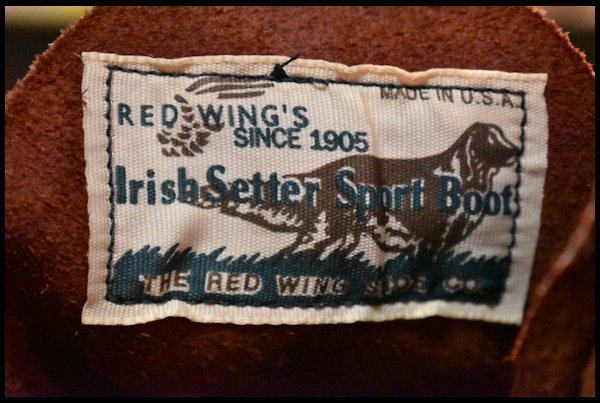 MADE IN U.S.A.
RED WING'S
SINCE 1905
Irish Setter Sport Boot
THE RED WING SHOE CO.